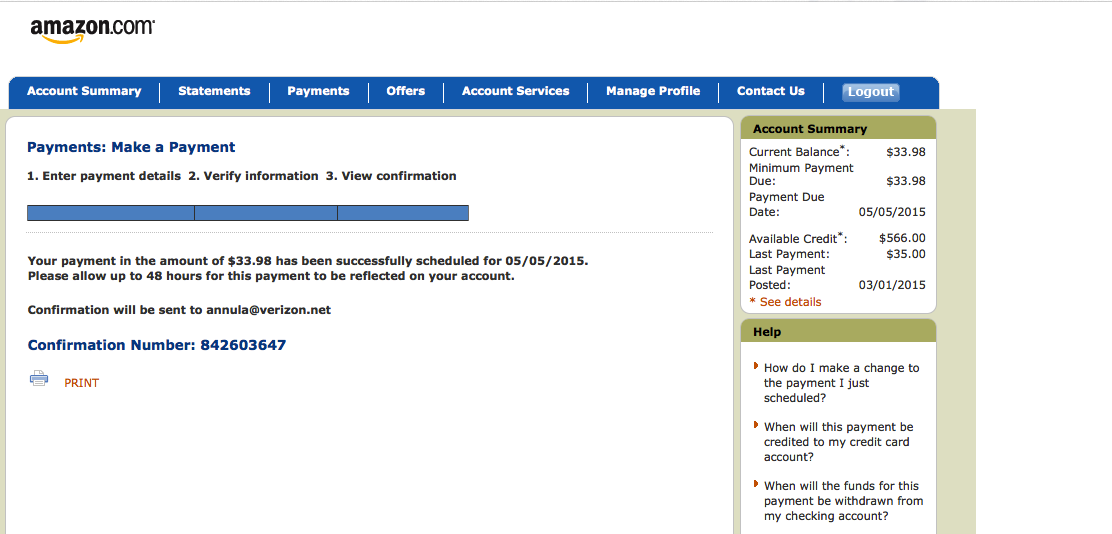 amazon.com
Account Summary Statements Payments Offers Account Services Manage Profile Contact Us Logout
Payments: Make a Payment
1. Enter payment details 2. Verify information 3. View confirmation
Your payment in the amount of $33.98 has been successfully scheduled for 05/05/2015.
Please allow up to 48 hours for this payment to be reflected on your account.
Confirmation will be sent to annula@verizon.net
Confirmation Number: 842603647
PRINT
Account Summary
Current Balance*: $33.98
Minimum Payment
Due: $33.98
Payment Due
Date: 05/05/2015
Available Credit*: $566.00
Last Payment: $35.00
Last Payment
Posted: 03/01/2015
* See details
Help
How do I make a change to
the payment I just
scheduled?
When will this payment be
credited to my credit card
account?
When will the funds for this
payment be withdrawn from
my checking account?